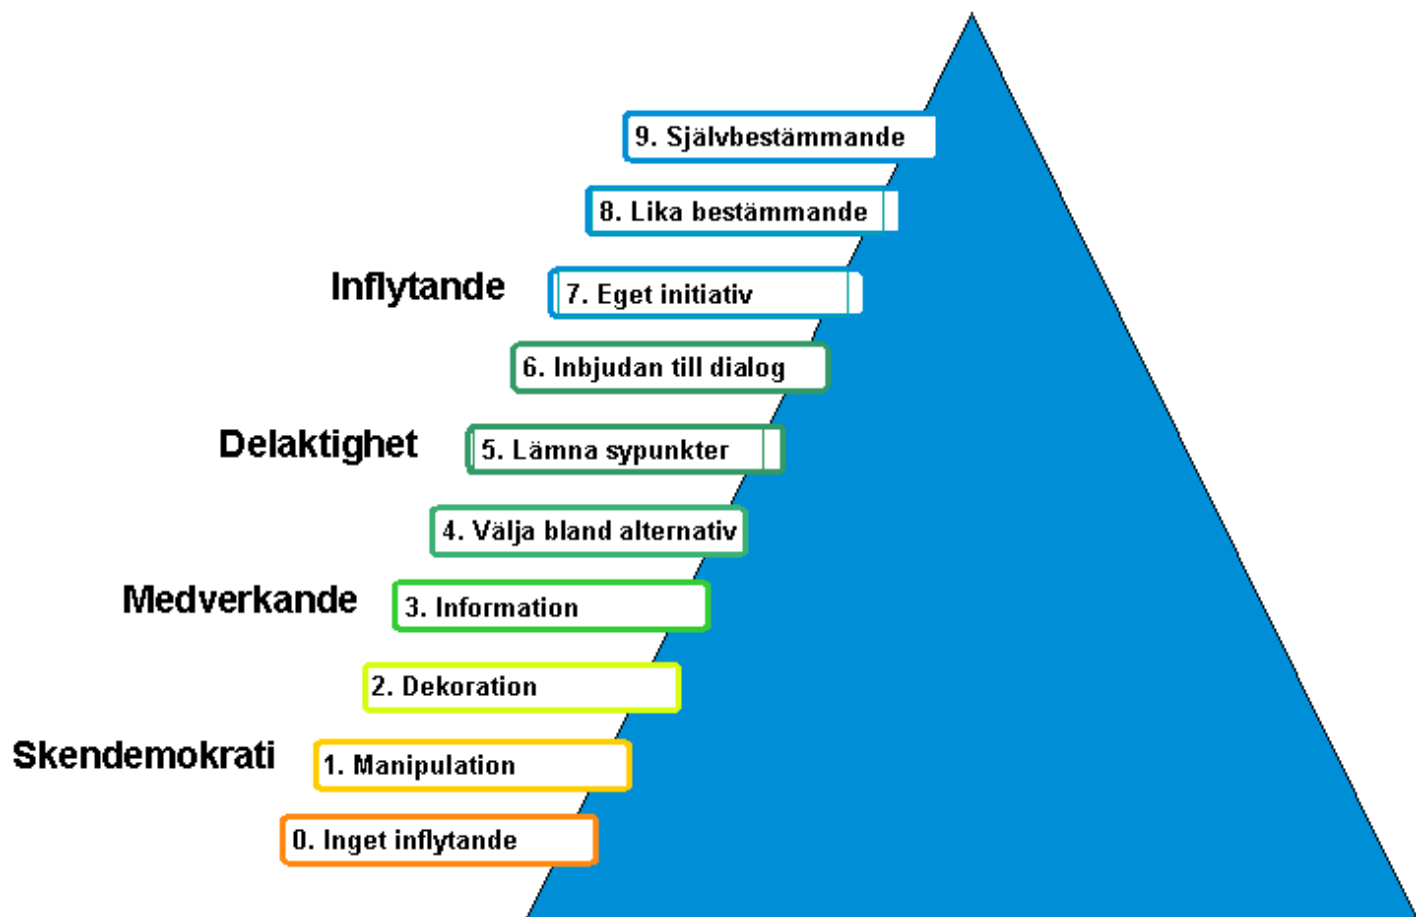 9. Självbestämmande
8. Lika bestämmande
Inflytande
7. Eget initiativ
6. Inbjudan till dialog
Delaktighet
5. Lämna sypunkter
4. Välja bland alternativ
Medverkande
3. Information
2. Dekoration
Skendemokrati
1. Manipulation
0. Inget inflytande